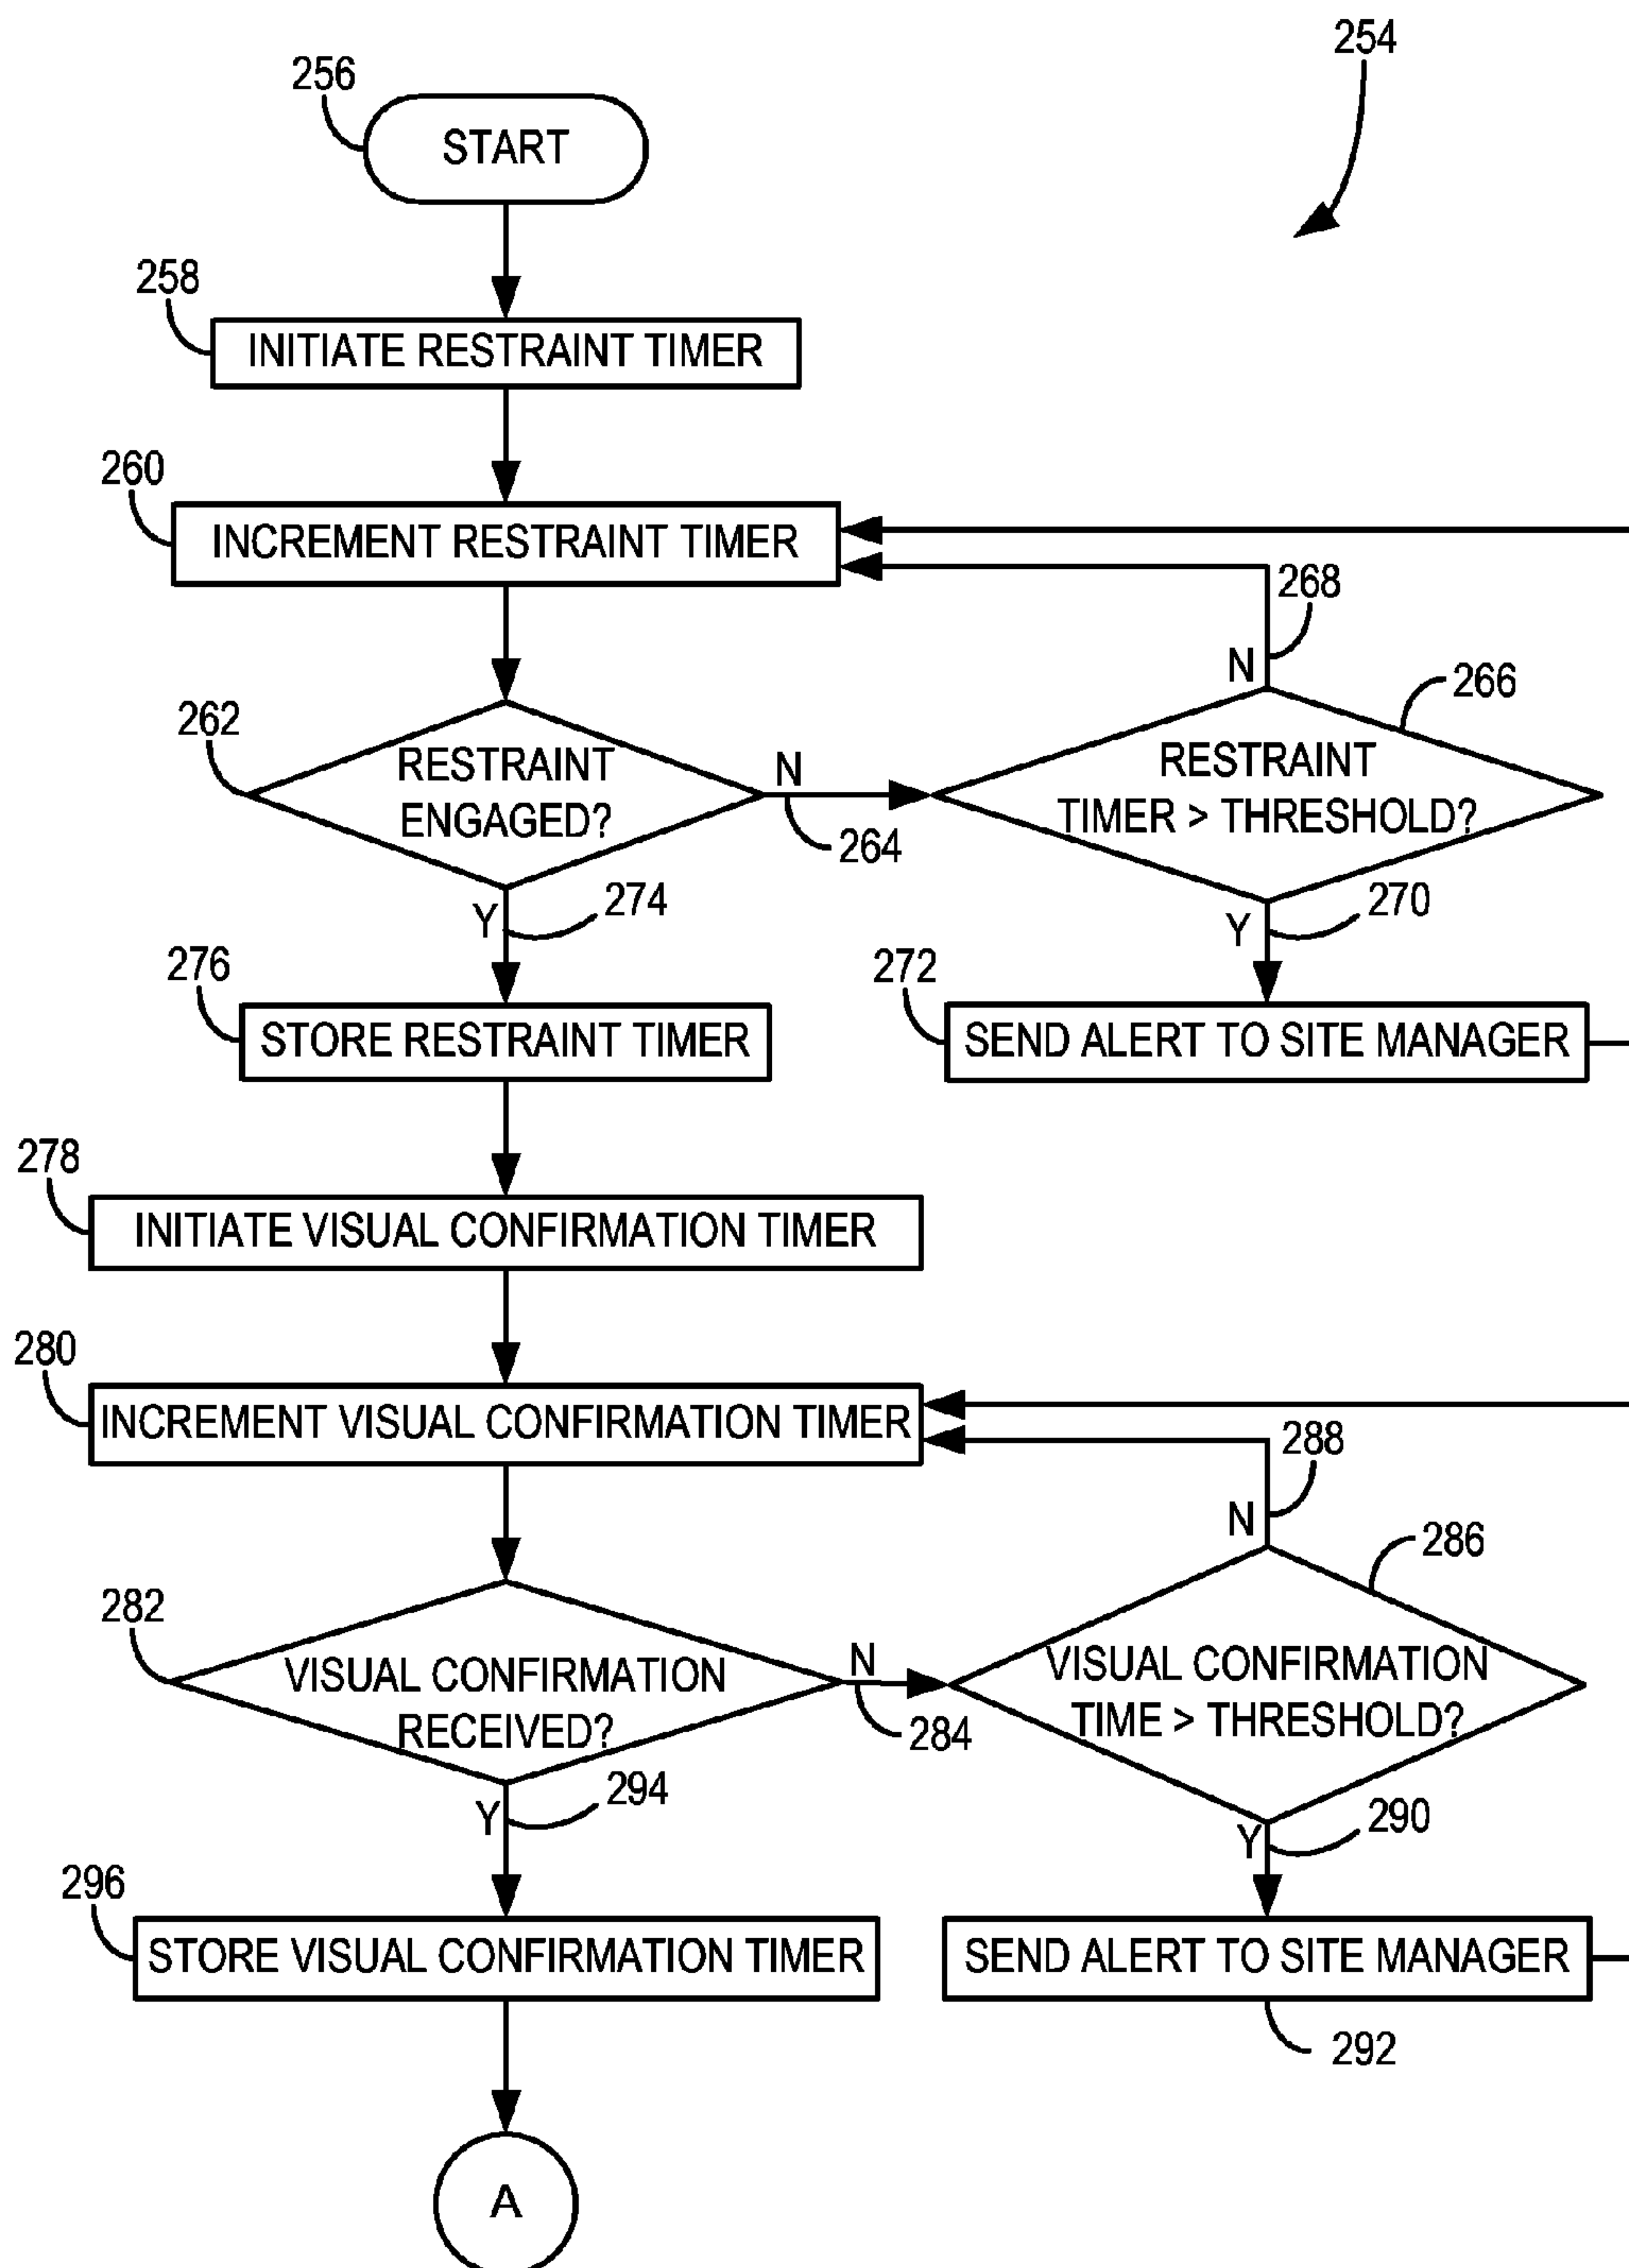 254
256
START
258
INITIATE RESTRAINT TIMER
260
INCREMENT RESTRAINT TIMER
268
N
266
262
RESTRAINT
ENGAGED?
N
264
RESTRAINT
TIMER > THRESHOLD?
Y
274
Y
270
276
STORE RESTRAINT TIMER
272
SEND ALERT TO SITE MANAGER
278
INITIATE VISUAL CONFIRMATION TIMER
280
INCREMENT VISUAL CONFIRMATION TIMER
288
N
286
282
VISUAL CONFIRMATION
RECEIVED?
N
284
VISUAL CONFIRMATION
TIME > THRESHOLD?
Y
294
Y
290
296
STORE VISUAL CONFIRMATION TIMER
SEND ALERT TO SITE MANAGER
292
A